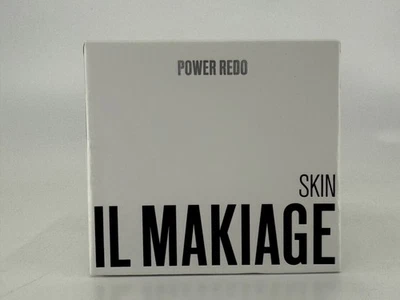 POWER REDO
SKIN
IL MAKIAGE